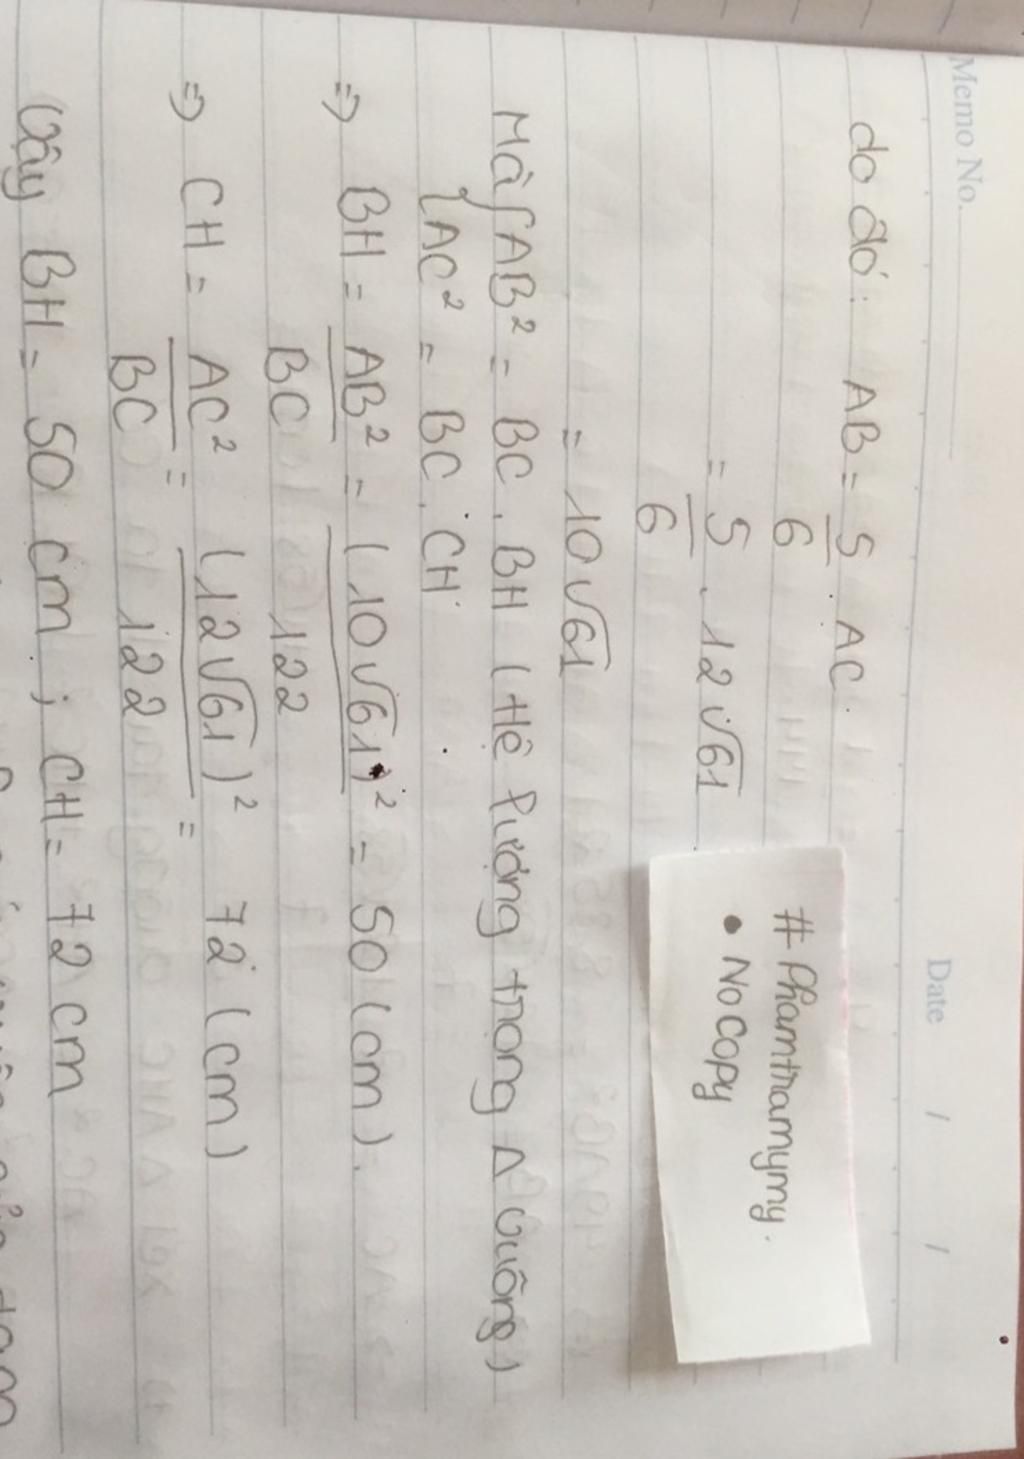 Memo No.
Date / /
do đó: AB = 5/6 . AC.
= 5/6 . 12√61
# Phamtramymy.
• No copy
= 10√61
Mà { AB² = BC . BH (Hệ lượng trong Δ vuông)
{ AC² = BC . CH
=> BH = AB²/BC = (10√61)²/122 = 50 (cm).
=> CH = AC²/BC = (12√61)²/122 = 72 (cm)
Vậy BH = 50 cm ; CH = 72 cm